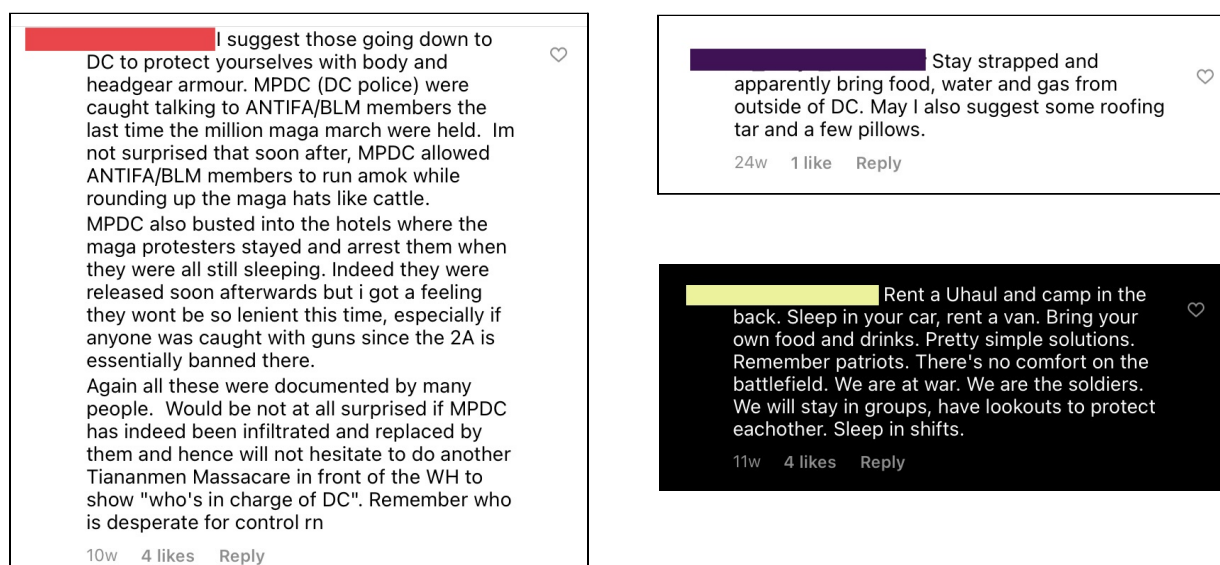 I suggest those going down to
DC to protect yourselves with body and
headgear armour. MPDC (DC police) were
caught talking to ANTIFA/BLM members the
last time the million maga march were held.  Im
not surprised that soon after, MPDC allowed
ANTIFA/BLM members to run amok while
rounding up the maga hats like cattle.
MPDC also busted into the hotels where the
maga protesters stayed and arrest them when
they were all still sleeping. Indeed they were
released soon afterwards but i got a feeling
they wont be so lenient this time, especially if
anyone was caught with guns since the 2A is
essentially banned there.
Again all these were documented by many
people.  Would be not at all surprised if MPDC
has indeed been infiltrated and replaced by
them and hence will not hesitate to do another
Tiananmen Massacare in front of the WH to
show "who's in charge of DC". Remember who
is desperate for control rn
10w 4 likes Reply
Stay strapped and
apparently bring food, water and gas from
outside of DC. May I also suggest some roofing
tar and a few pillows.
24w 1 like Reply
Rent a Uhaul and camp in the
back. Sleep in your car, rent a van. Bring your
own food and drinks. Pretty simple solutions.
Remember patriots. There's no comfort on the
battlefield. We are at war. We are the soldiers.
We will stay in groups, have lookouts to protect
eachother. Sleep in shifts.
11w 4 likes Reply